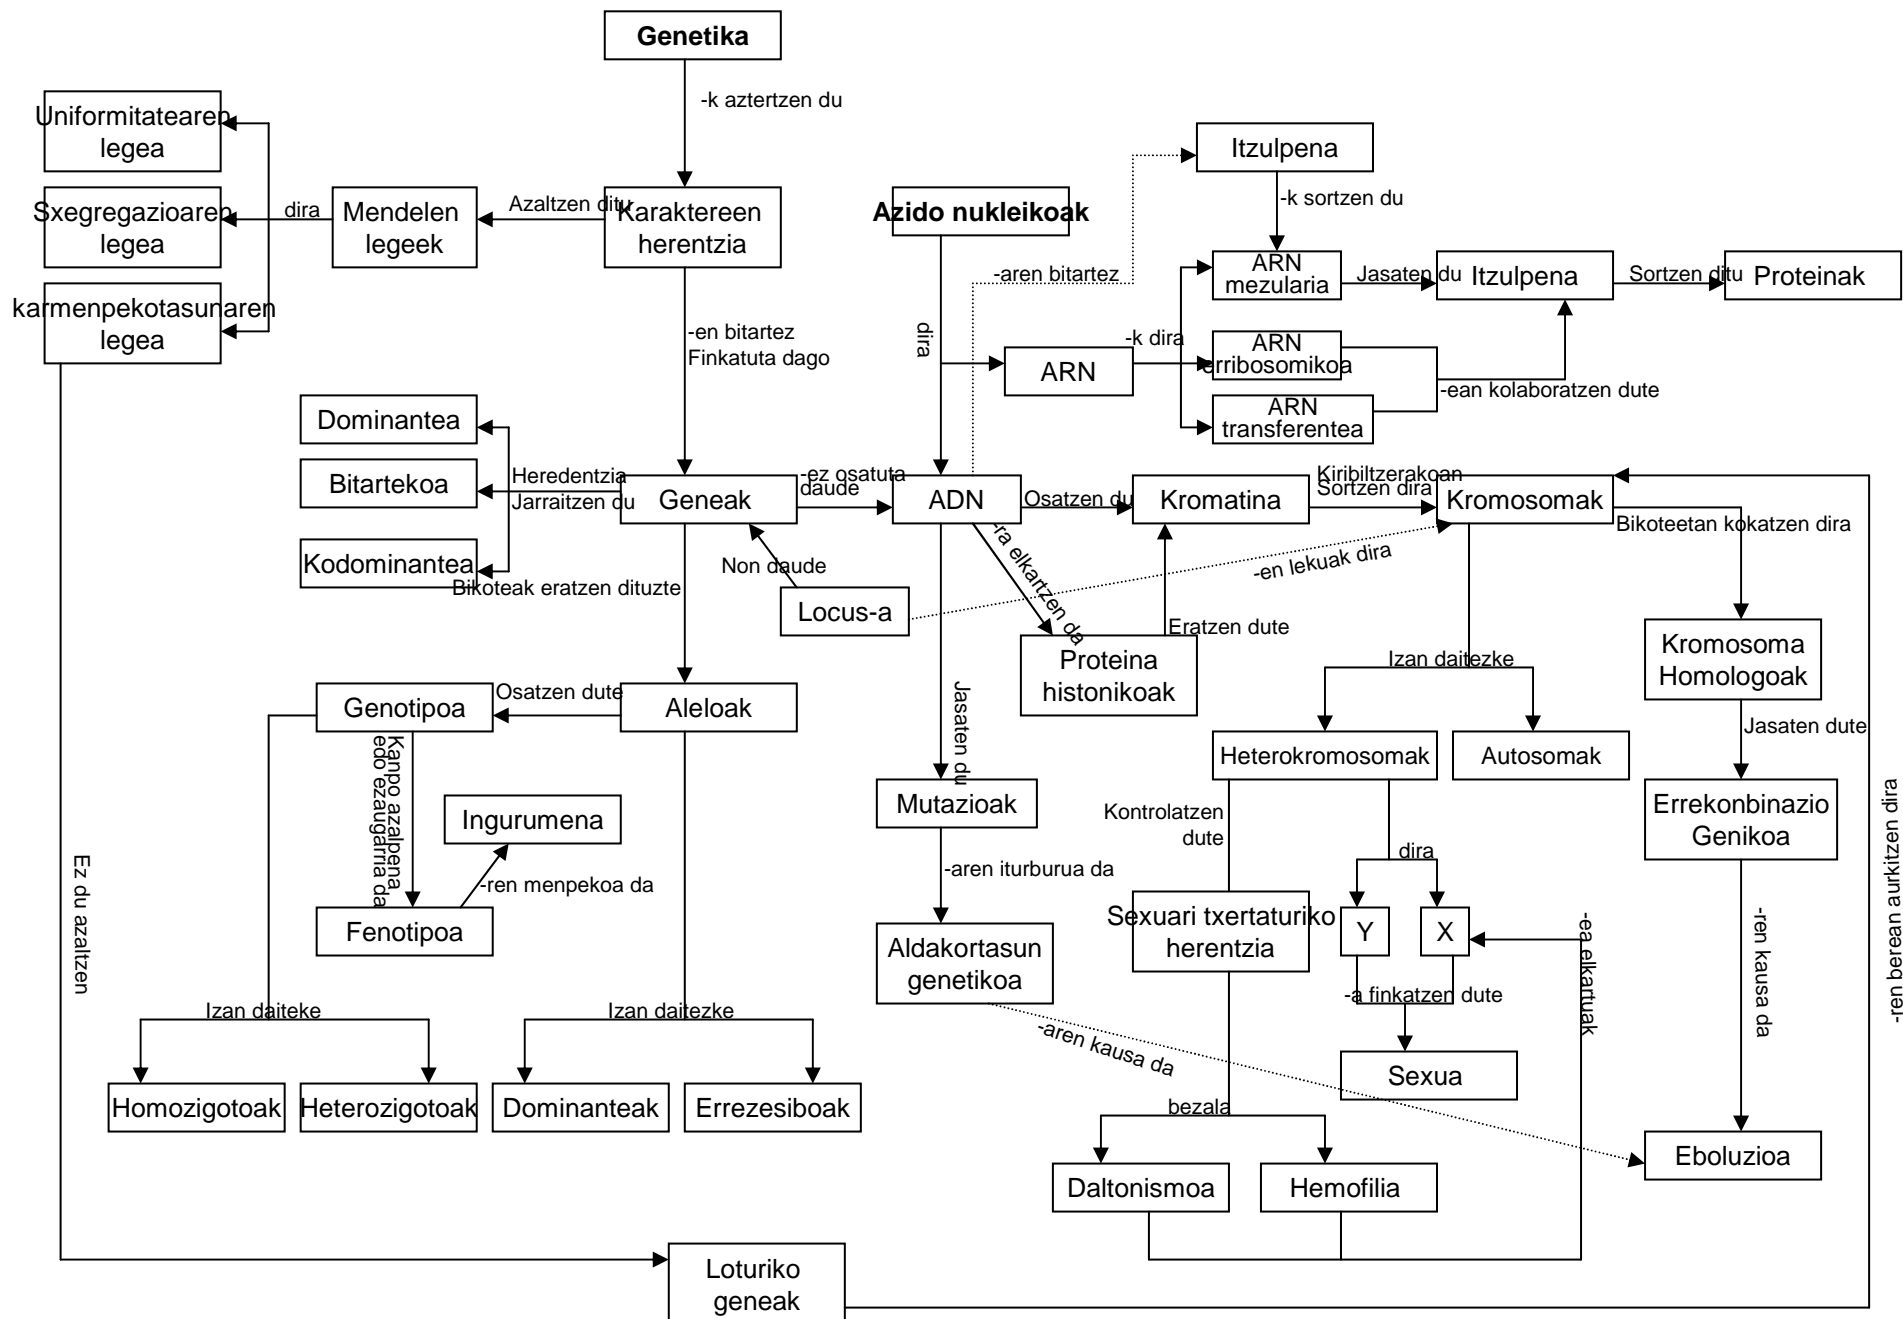 Genetika
-k aztertzen du
Uniformitatearen
legea
Sxegregazioaren
legea
karmenpekotasunaren
legea
dira
Mendelen
legeek
Azaltzen ditu
Karaktereen
herentzia
Azido nukleikoak
Itzulpena
-k sortzen du
-aren bitartez
ARN
mezularia
Jasaten du
Itzulpena
Sortzen ditu
Proteinak
-en bitartez
Finkatuta dago
dira
ARN
-k dira
ARN
erribosomikoa
ARN
transferentea
-ean kolaboratzen dute
Dominantea
Bitartekoa
Kodominantea
Heredentzia
Jarraitzen du
Geneak
-ez osatuta
daude
ADN
Osatzen du
Kromatina
Kiribiltzerakoan
Sortzen dira
Kromosomak
Bikoteetan kokatzen dira
Bikoteak eratzen dituzte
Non daude
Locus-a
-en lekuak dira
-ra elkartzen da
Eratzen dute
Proteina
histonikoak
Izan daitezke
Kromosoma
Homologoak
Genotipoa
Osatzen dute
Aleloak
Jasaten du
Heterokromosomak
Autosomak
Jasaten dute
Kanpo azalpena
edo ezaugarria da
Ingurumena
-ren menpekoa da
Fenotipoa
Mutazioak
-aren iturburua da
Aldakortasun
genetikoa
Kontrolatzen
dute
dira
Errekonbinazio
Genikoa
Sexuari txertaturiko
herentzia
Y
X
-ea elkartuak
-ren kausa da
-ren berean aurkitzen dira
Ez du azaltzen
-a finkatzen dute
Sexua
-aren kausa da
Izan daiteke
Izan daitezke
Homozigotoak
Heterozigotoak
Dominanteak
Errezesiboak
bezala
Daltonismoa
Hemofilia
Eboluzioa
Loturiko
geneak